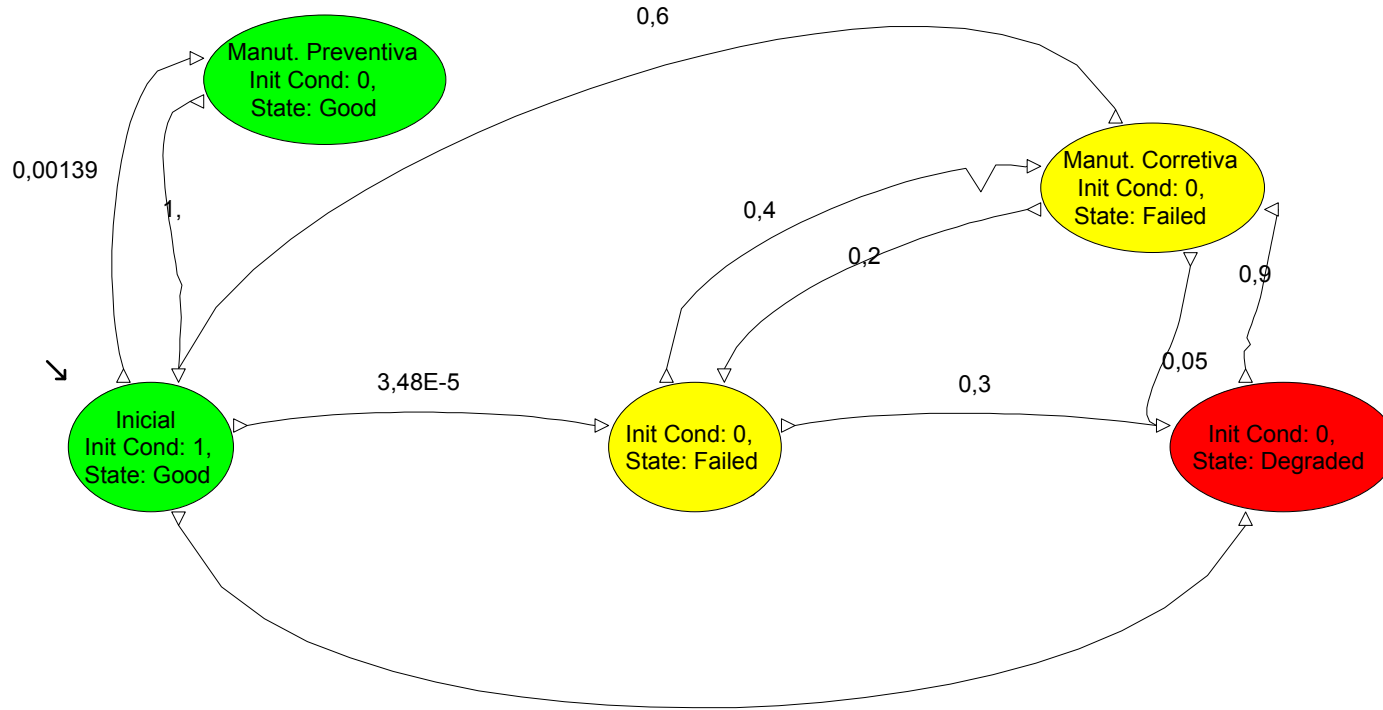 0,6
Manut. Preventiva
Init Cond: 0,
State: Good
0,00139
1,
Manut. Corretiva
Init Cond: 0,
State: Failed
0,4
0,2
0,9
0,05
3,48E-5
0,3
Inicial
Init Cond: 1,
State: Good
Init Cond: 0,
State: Failed
Init Cond: 0,
State: Degraded